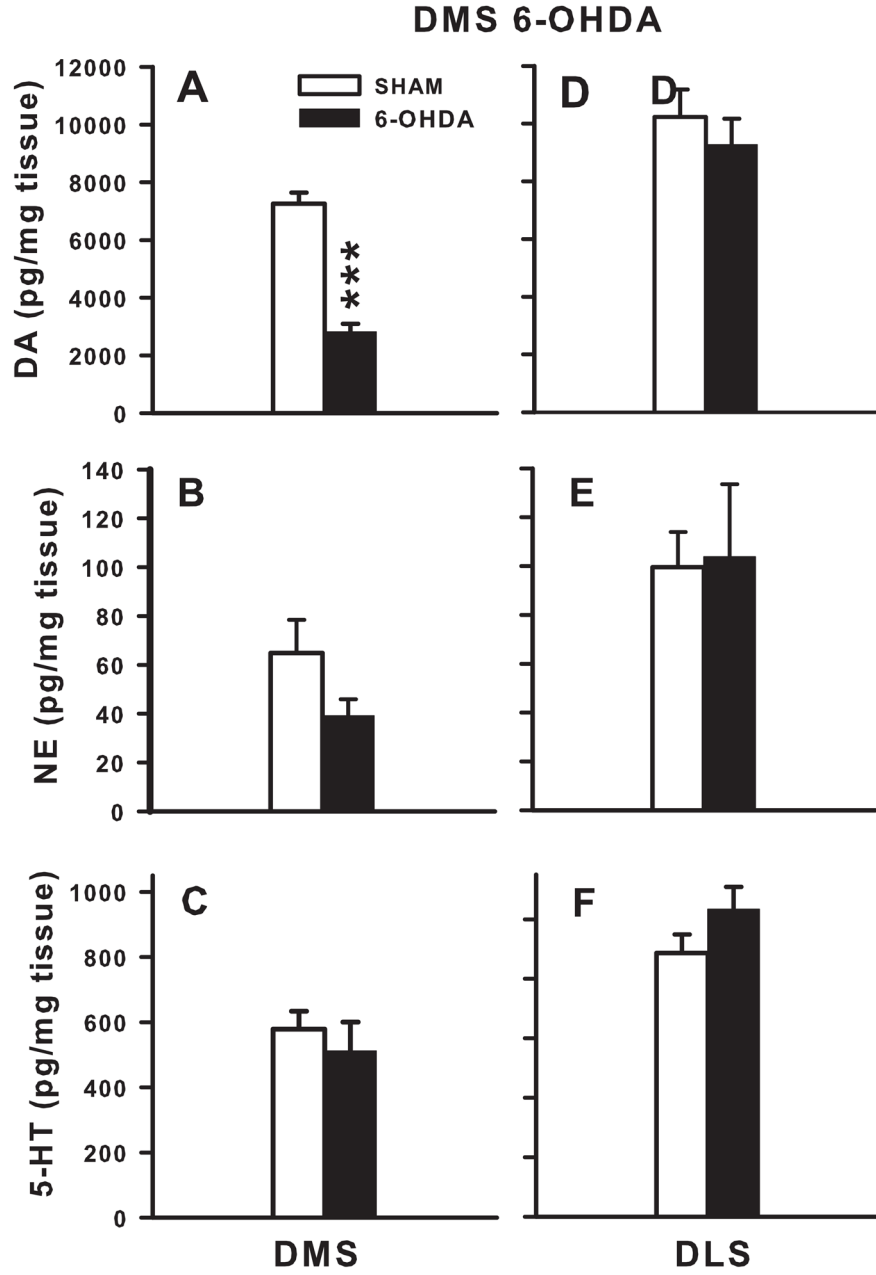 DMS 6-OHDA
A
SHAM
6-OHDA
***
DA (pg/mg tissue)
12000
10000
8000
6000
4000
2000
0
D
D
B
NE (pg/mg tissue)
140
120
100
80
60
40
20
0
E
C
5-HT (pg/mg tissue)
1000
800
600
400
200
0
F
DMS
DLS